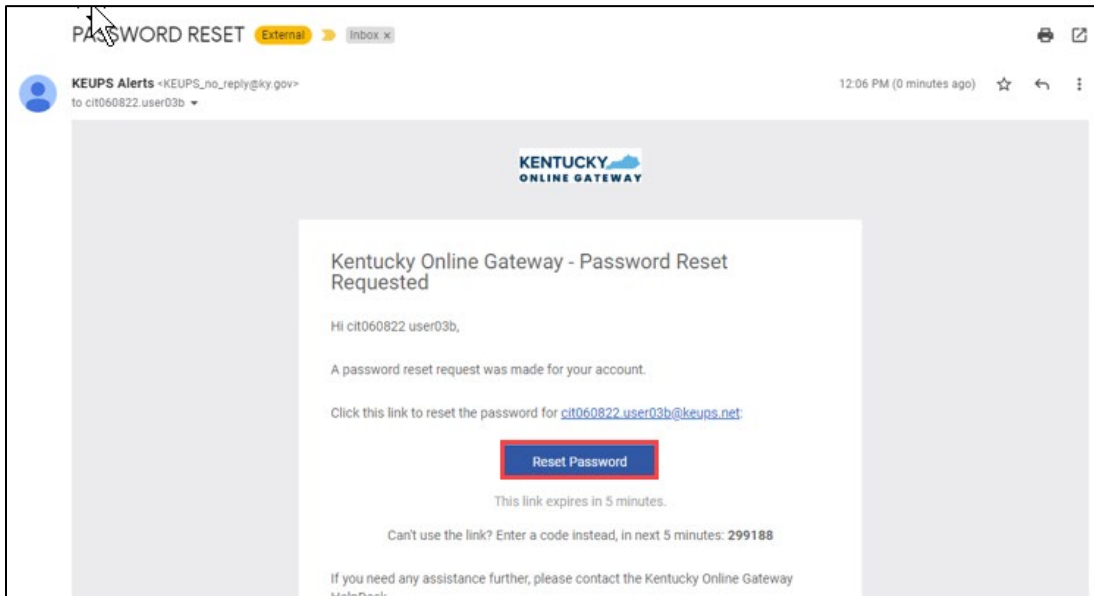 PASSWORD RESET External Inbox x
KEUPS Alerts <KEUPS_no_reply@ky.gov> 12:06 PM (0 minutes ago)
to cit060822.user03b
KENTUCKY
ONLINE GATEWAY
Kentucky Online Gateway - Password Reset
Requested
Hi cit060822 user03b,
A password reset request was made for your account.
Click this link to reset the password for cit060822.user03b@keups.net:
Reset Password
This link expires in 5 minutes.
Can't use the link? Enter a code instead, in next 5 minutes: 299188
If you need any assistance further, please contact the Kentucky Online Gateway